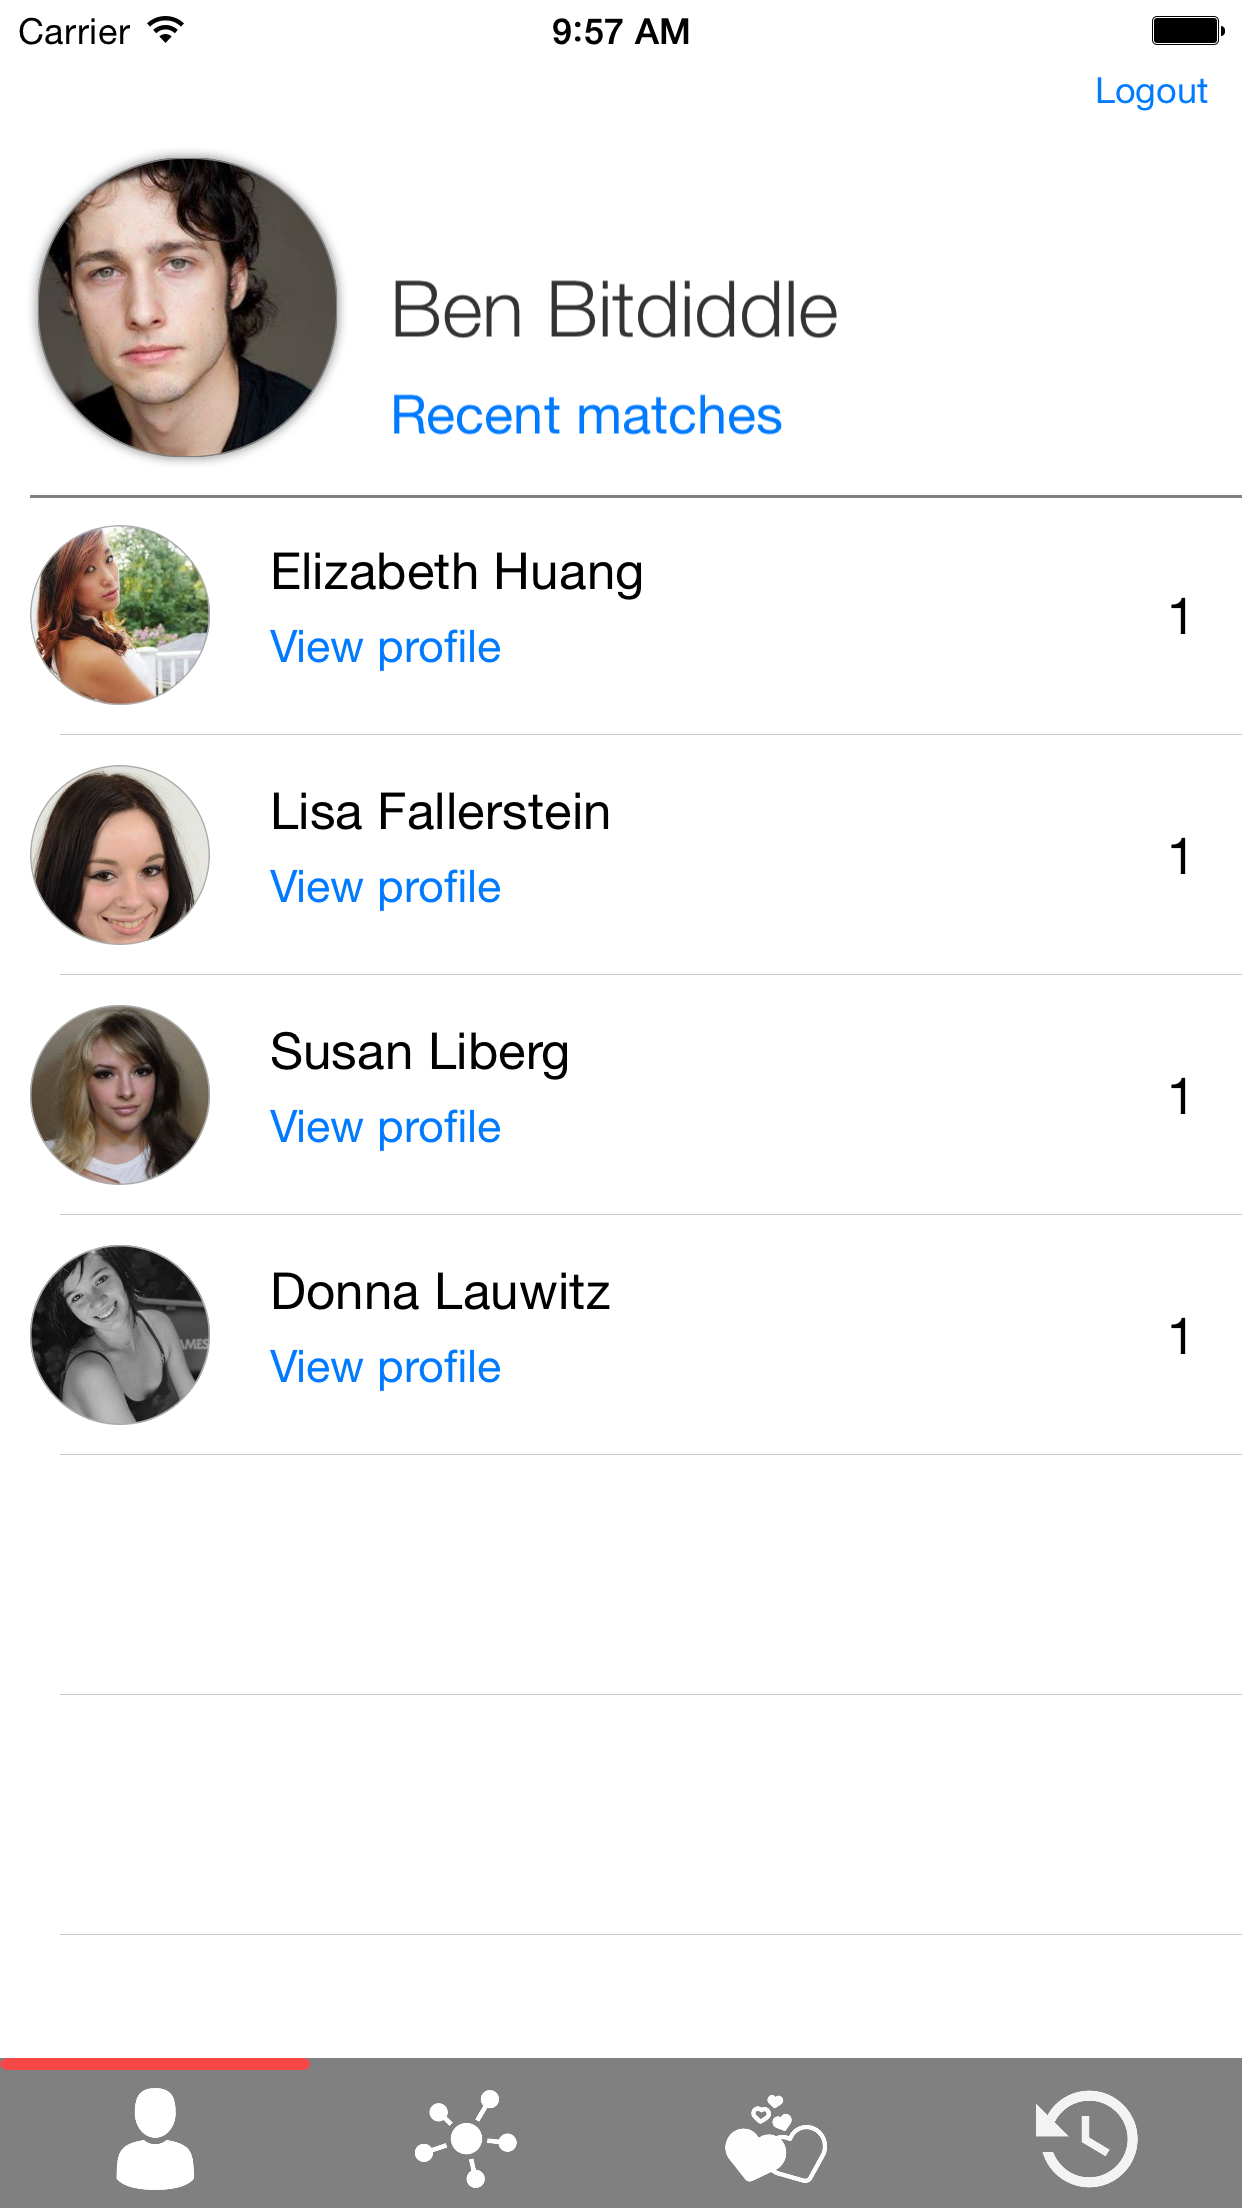 Carrier 9:57 AM
Logout
Ben Bitdiddle
Recent matches
Elizabeth Huang
View profile
1
Lisa Fallerstein
View profile
1
Susan Liberg
View profile
1
Donna Lauwitz
View profile
1